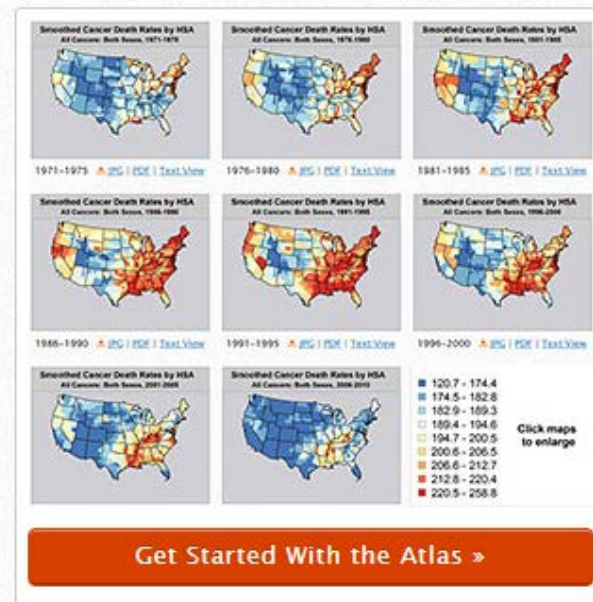 Smoothed Cancer Death Rates by HSA
All Cancers: Both Sexes, 1971-1975
Smoothed Cancer Death Rates by HSA
All Cancers: Both Sexes, 1976-1980
Smoothed Cancer Death Rates by HSA
All Cancers: Both Sexes, 1981-1985
1971-1975 JPG | PDF | Text View
1976-1980 JPG | PDF | Text View
1981-1985 JPG | PDF | Text View
Smoothed Cancer Death Rates by HSA
All Cancers: Both Sexes, 1986-1990
Smoothed Cancer Death Rates by HSA
All Cancers: Both Sexes, 1991-1995
Smoothed Cancer Death Rates by HSA
All Cancers: Both Sexes, 1996-2000
1986-1990 JPG | PDF | Text View
1991-1995 JPG | PDF | Text View
1996-2000 JPG | PDF | Text View
Smoothed Cancer Death Rates by HSA
All Cancers: Both Sexes, 2001-2005
Smoothed Cancer Death Rates by HSA
All Cancers: Both Sexes, 2006-2010
120.7 - 174.4
174.5 - 182.8
182.9 - 189.3
189.4 - 194.6
194.7 - 200.5
200.6 - 206.5
206.6 - 212.7
212.8 - 220.4
220.5 - 258.8
Click maps
to enlarge
Get Started With the Atlas »